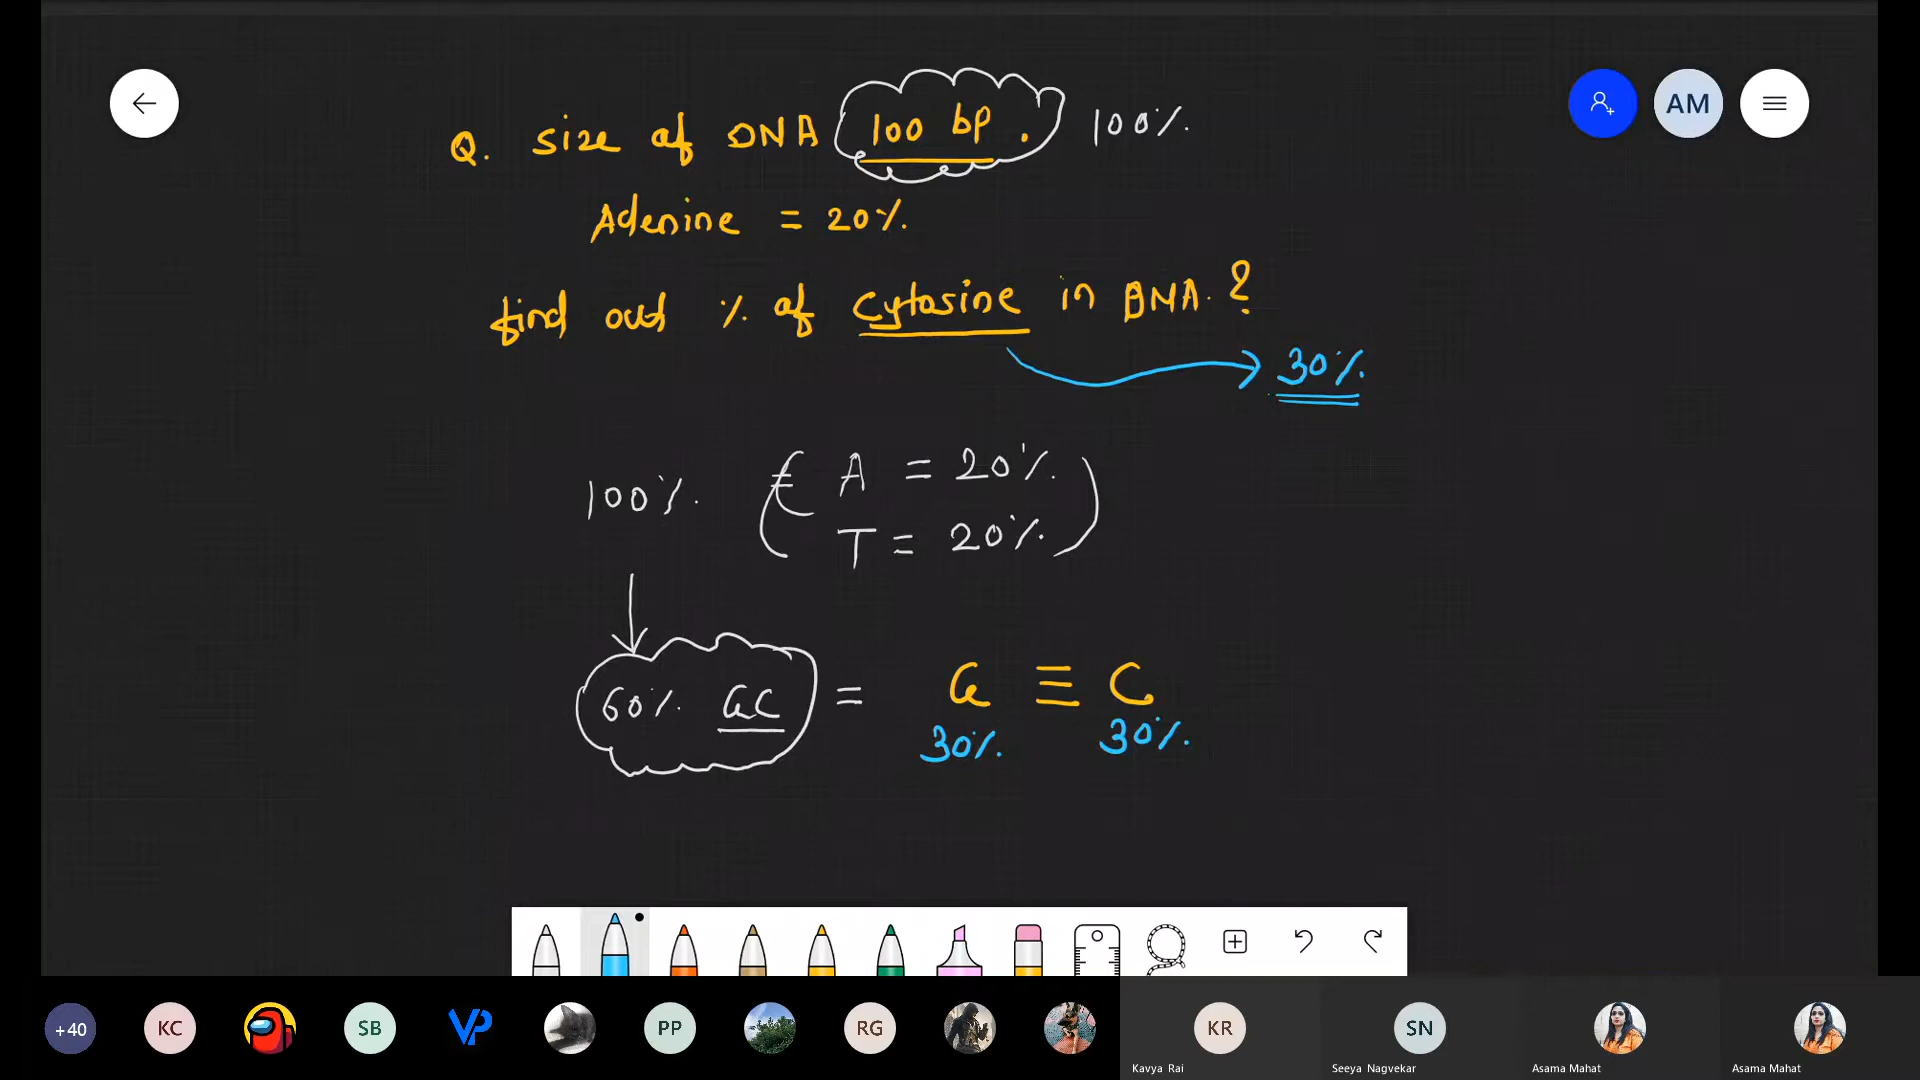 AM
Q. size of DNA 100 bp. 100%.
Adenine = 20%.
find out % of Cytosine in DNA. ?
30%.
100%. A = 20%.
T = 20%.
60%. GC = G ≡ C
30%. 30%.
+40 KC SB VP PP RG KR SN
Kavya Rai Seeya Nagvekar Asama Mahat Asama Mahat